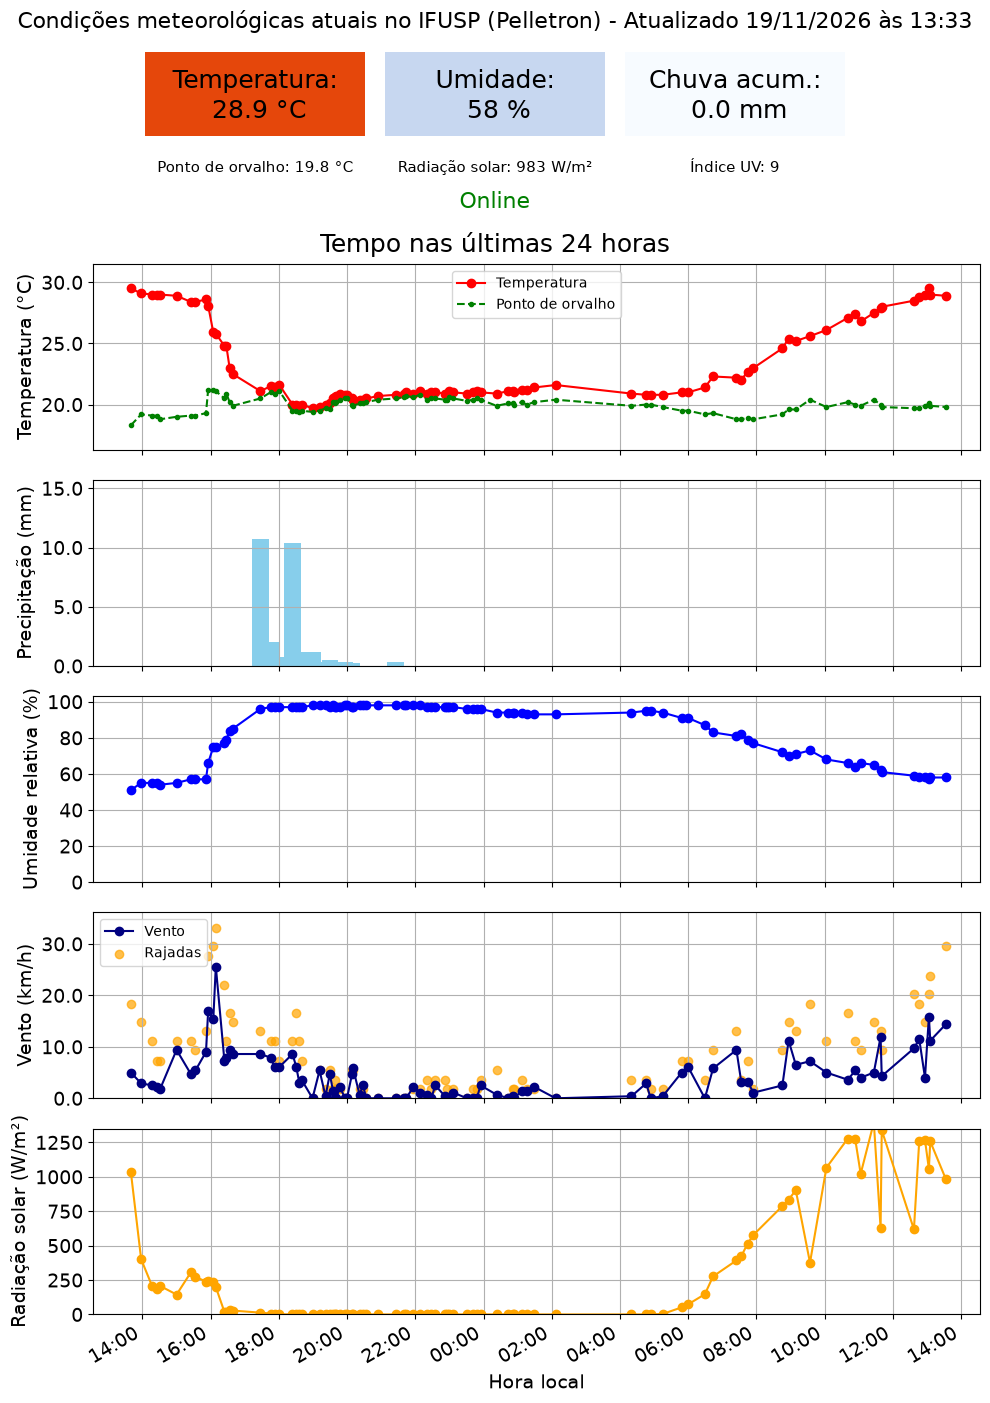 Condições meteorológicas atuais no IFUSP (Pelletron) - Atualizado 19/11/2026 às 13:33
Temperatura:
28.9 °C
Umidade:
58 %
Chuva acum.:
0.0 mm
Ponto de orvalho: 19.8 °C
Radiação solar: 983 W/m²
Índice UV: 9
Online
Tempo nas últimas 24 horas
Temperatura (°C)
30.0
25.0
20.0
Temperatura
Ponto de orvalho
Precipitação (mm)
15.0
10.0
5.0
0.0
Umidade relativa (%)
100
80
60
40
20
0
Vento (km/h)
30.0
20.0
10.0
0.0
Vento
Rajadas
Radiação solar (W/m²)
1250
1000
750
500
250
0
14:00
16:00
18:00
20:00
22:00
00:00
02:00
04:00
06:00
08:00
10:00
12:00
14:00
Hora local